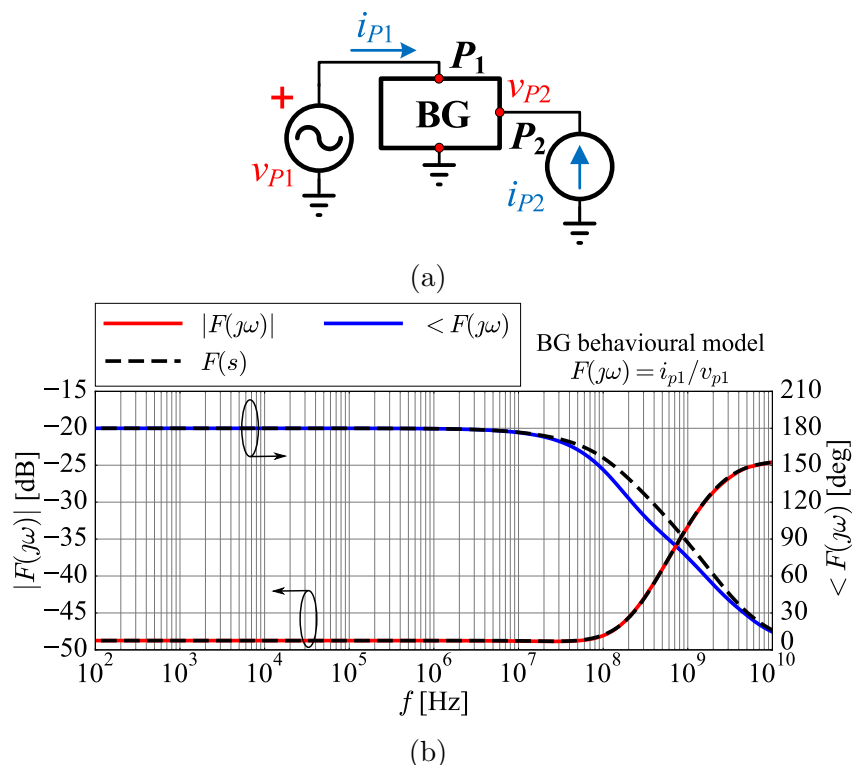 i_{P1}
P_1
v_{P2}
+
BG
P_2
v_{P1}
i_{P2}
(a)
|F(ȷω)| < F(ȷω)
F(s)
BG behavioural model
F(ȷω) = i_{p1}/v_{p1}
−15 210
−20 180
−25 150
−30 120
−35 90
−40 60
−45 30
−50 0
|F(ȷω)| [dB]
< F(ȷω) [deg]
10^2 10^3 10^4 10^5 10^6 10^7 10^8 10^9 10^{10}
f [Hz]
(b)